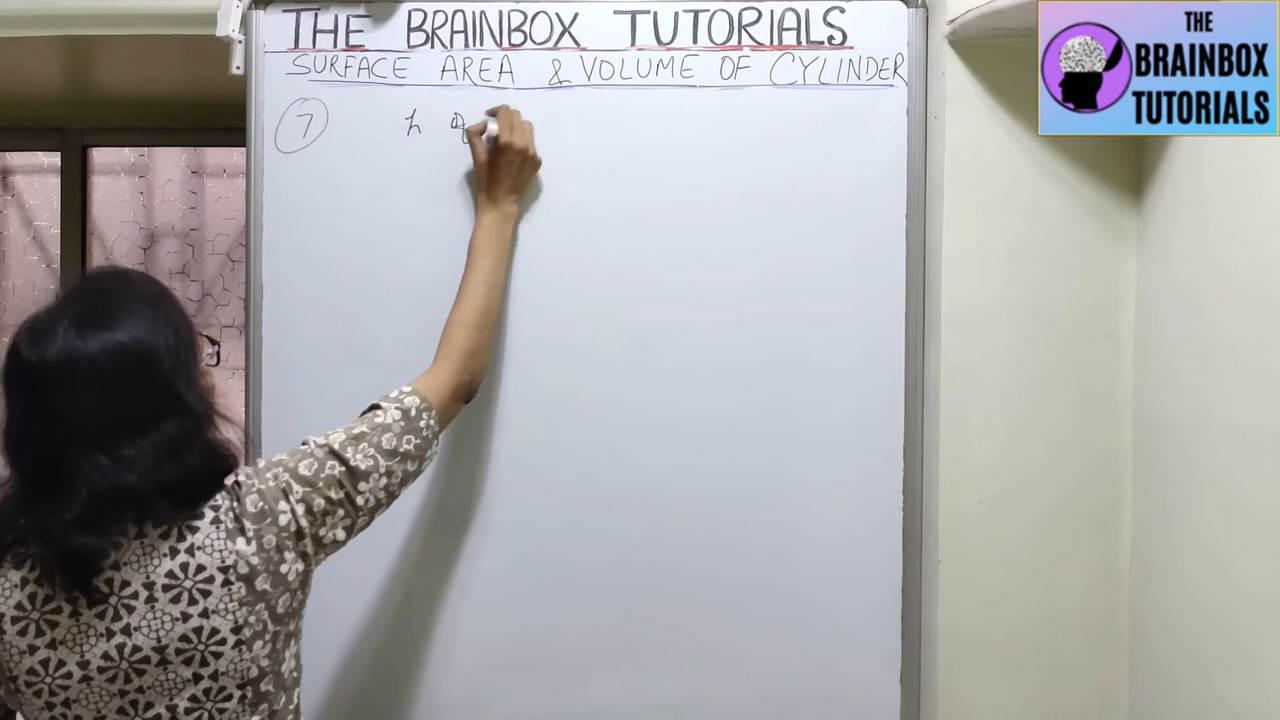 THE BRAINBOX TUTORIALS
SURFACE AREA & VOLUME OF CYLINDER
7 h
THE
BRAINBOX
TUTORIALS